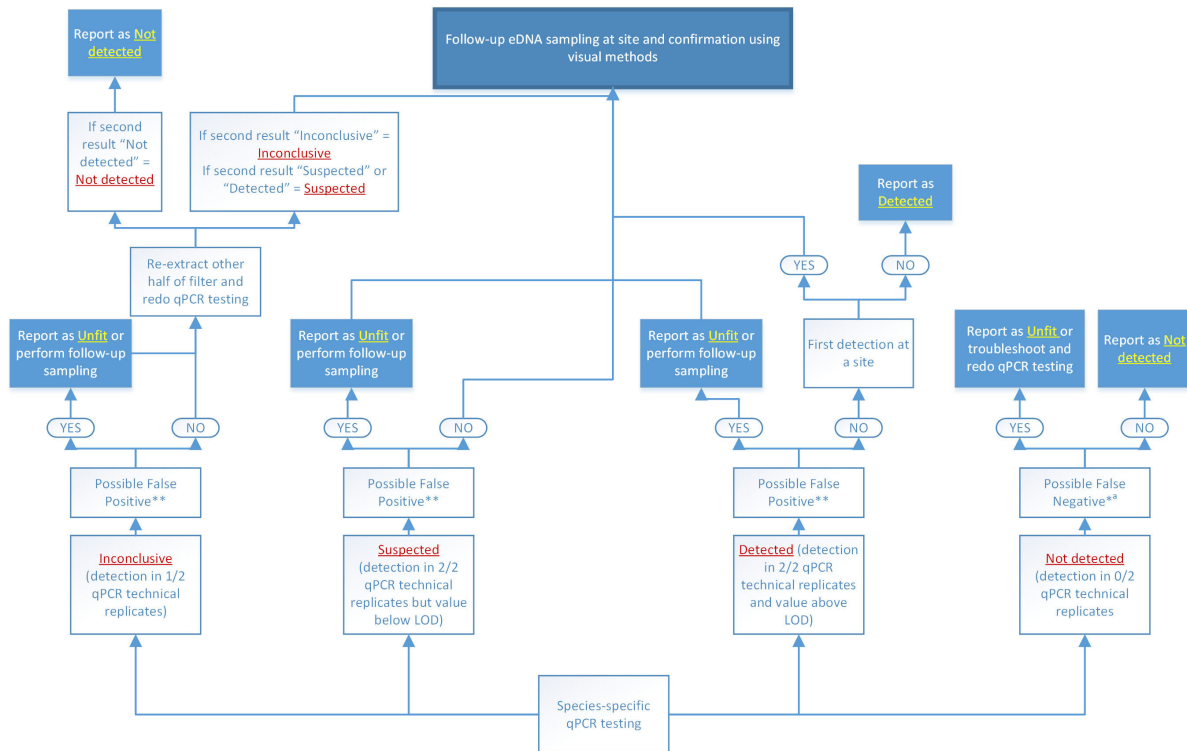 Report as Not
detected
Follow-up eDNA sampling at site and confirmation using
visual methods
If second
result “Not
detected” =
Not detected
If second result “Inconclusive” =
Inconclusive
If second result “Suspected” or
“Detected” = Suspected
Report as
Detected
Re-extract other
half of filter and
redo qPCR testing
YES
NO
Report as Unfit or
perform follow-up
sampling
Report as Unfit or
perform follow-up
sampling
Report as Unfit or
perform follow-up
sampling
First detection at
a site
Report as Unfit or
troubleshoot and
redo qPCR testing
Report as Not
detected
YES
NO
YES
NO
YES
NO
YES
NO
Possible False
Positive**
Possible False
Positive**
Possible False
Positive**
Possible False
Negative*ª
Inconclusive
(detection in 1/2
qPCR technical
replicates)
Suspected
(detection in 2/2
qPCR technical
replicates but value
below LOD)
Detected (detection
in 2/2 qPCR
technical replicates
and value above
LOD)
Not detected
(detection in 0/2
qPCR technical
replicates
Species-specific
qPCR testing